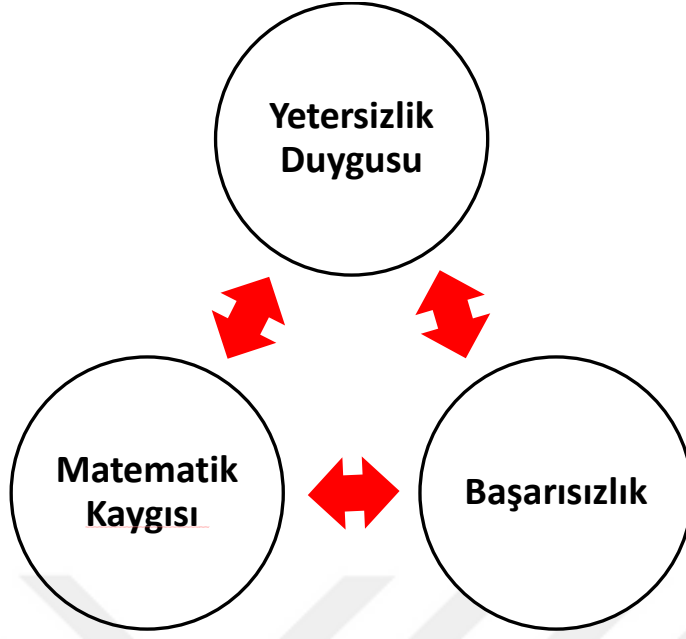 Yetersizlik
Duygusu
Matematik
Kaygısı
Başarısızlık